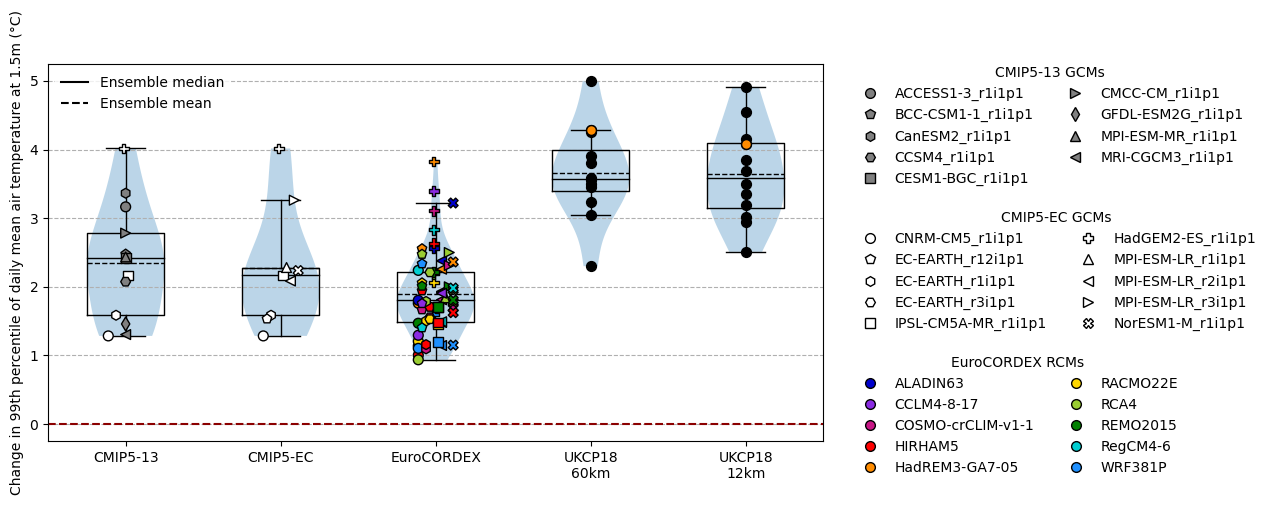 Change in 99th percentile of daily mean air temperature at 1.5m (°C)
5
4
3
2
1
0
Ensemble median
Ensemble mean
CMIP5-13
CMIP5-EC
EuroCORDEX
UKCP18
60km
UKCP18
12km
CMIP5-13 GCMs
ACCESS1-3_r1i1p1
BCC-CSM1-1_r1i1p1
CanESM2_r1i1p1
CCSM4_r1i1p1
CESM1-BGC_r1i1p1
CMCC-CM_r1i1p1
GFDL-ESM2G_r1i1p1
MPI-ESM-MR_r1i1p1
MRI-CGCM3_r1i1p1
CMIP5-EC GCMs
CNRM-CM5_r1i1p1
EC-EARTH_r12i1p1
EC-EARTH_r1i1p1
EC-EARTH_r3i1p1
IPSL-CM5A-MR_r1i1p1
HadGEM2-ES_r1i1p1
MPI-ESM-LR_r1i1p1
MPI-ESM-LR_r2i1p1
MPI-ESM-LR_r3i1p1
NorESM1-M_r1i1p1
EuroCORDEX RCMs
ALADIN63
CCLM4-8-17
COSMO-crCLIM-v1-1
HIRHAM5
HadREM3-GA7-05
RACMO22E
RCA4
REMO2015
RegCM4-6
WRF381P